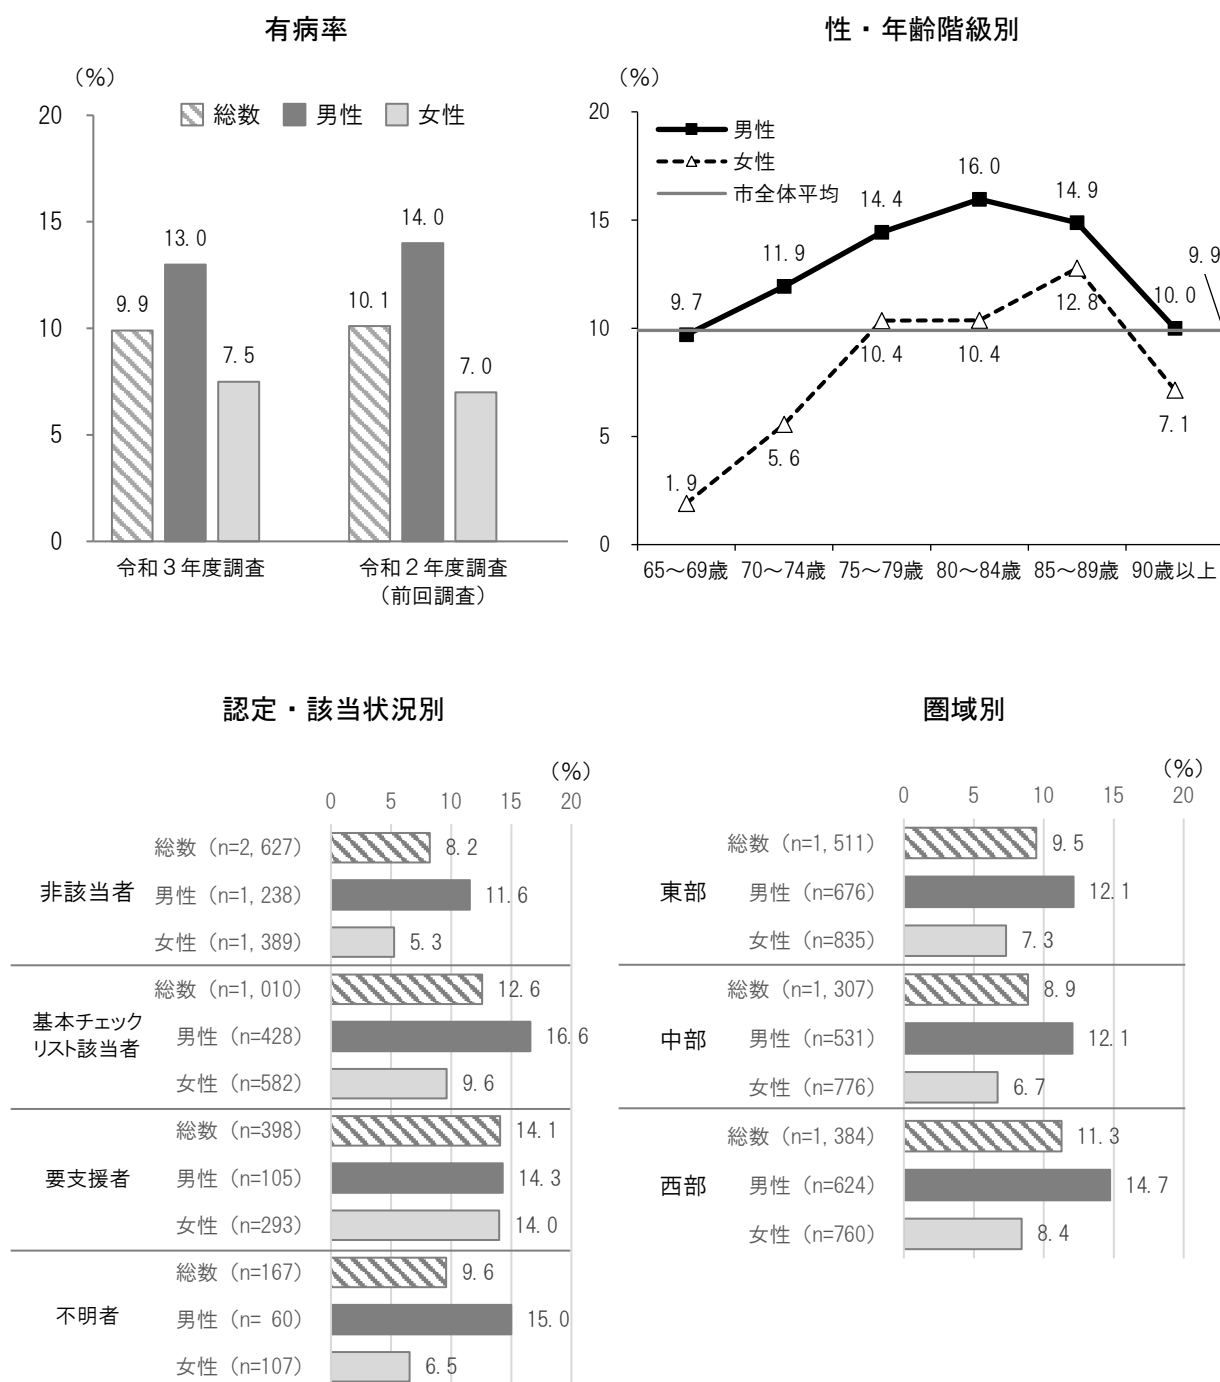 有病率
(%)
総数
男性
女性
20
15
10
5
0
9.9
13.0
7.5
10.1
14.0
7.0
令和3年度調査
令和2年度調査
(前回調査)
性・年齢階級別
(%)
男性
女性
市全体平均
20
15
10
5
0
9.7
11.9
14.4
16.0
14.9
10.0
9.9
1.9
5.6
10.4
10.4
12.8
7.1
65～69歳
70～74歳
75～79歳
80～84歳
85～89歳
90歳以上
認定・該当状況別
(%)
0 5 10 15 20
非該当者
総数 (n=2,627) 8.2
男性 (n=1,238) 11.6
女性 (n=1,389) 5.3
基本チェック
リスト該当者
総数 (n=1,010) 12.6
男性 (n=428) 16.6
女性 (n=582) 9.6
要支援者
総数 (n=398) 14.1
男性 (n=105) 14.3
女性 (n=293) 14.0
不明者
総数 (n=167) 9.6
男性 (n= 60) 15.0
女性 (n=107) 6.5
圏域別
(%)
0 5 10 15 20
東部
総数 (n=1,511) 9.5
男性 (n=676) 12.1
女性 (n=835) 7.3
中部
総数 (n=1,307) 8.9
男性 (n=531) 12.1
女性 (n=776) 6.7
西部
総数 (n=1,384) 11.3
男性 (n=624) 14.7
女性 (n=760) 8.4